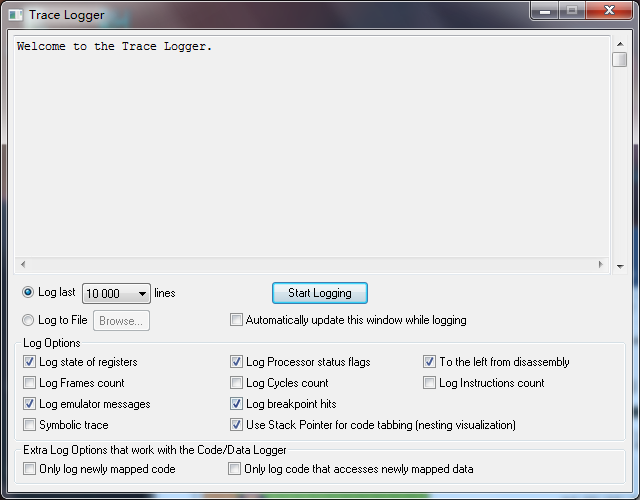 Trace Logger
Welcome to the Trace Logger.
Log last 10 000 lines Start Logging
Log to File Browse... Automatically update this window while logging
Log Options
Log state of registers Log Processor status flags To the left from disassembly
Log Frames count Log Cycles count Log Instructions count
Log emulator messages Log breakpoint hits
Symbolic trace Use Stack Pointer for code tabbing (nesting visualization)
Extra Log Options that work with the Code/Data Logger
Only log newly mapped code Only log code that accesses newly mapped data